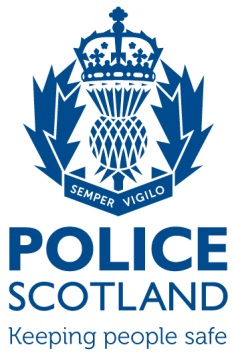 SEMPER VIGILO
POLICE
SCOTLAND
Keeping people safe